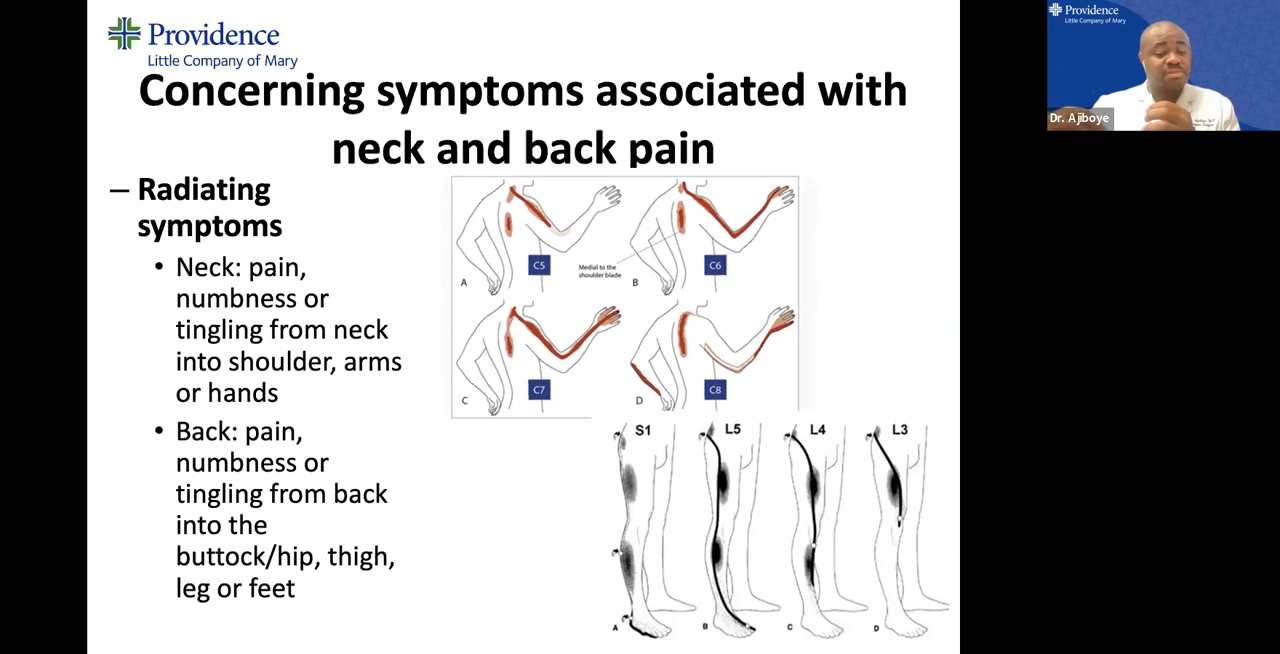 Providence
Little Company of Mary
Concerning symptoms associated with
neck and back pain
– Radiating
symptoms
• Neck: pain,
numbness or
tingling from neck
into shoulder, arms
or hands
• Back: pain,
numbness or
tingling from back
into the
buttock/hip, thigh,
leg or feet
C5
C6
Medial to the
shoulder blade
A
B
C7
C8
C
D
S1
L5
L4
L3
A
B
C
D
Providence
Little Company of Mary
Dr. Ajiboye